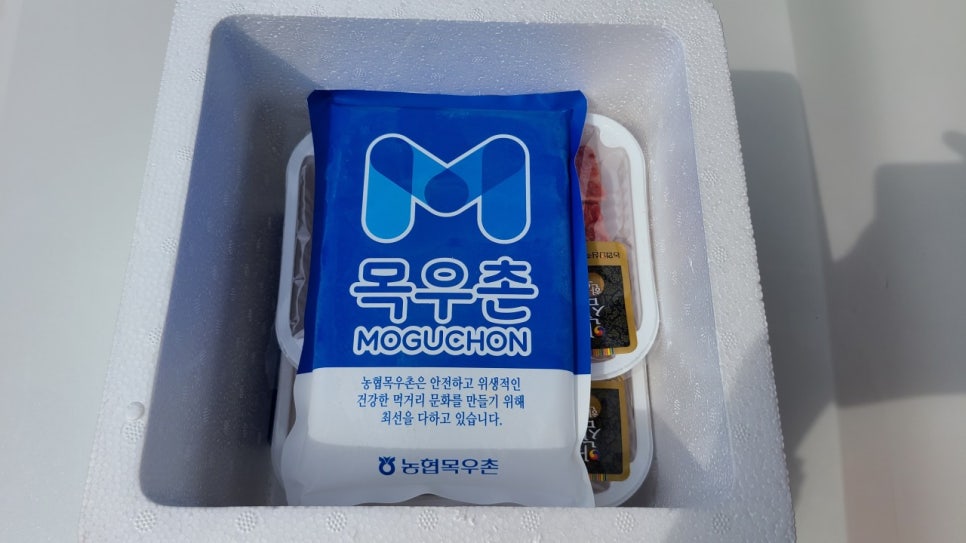 목우촌
MOGUCHON
농협목우촌은 안전하고 위생적인
건강한 먹거리 문화를 만들기 위해
최선을 다하고 있습니다.
농협목우촌